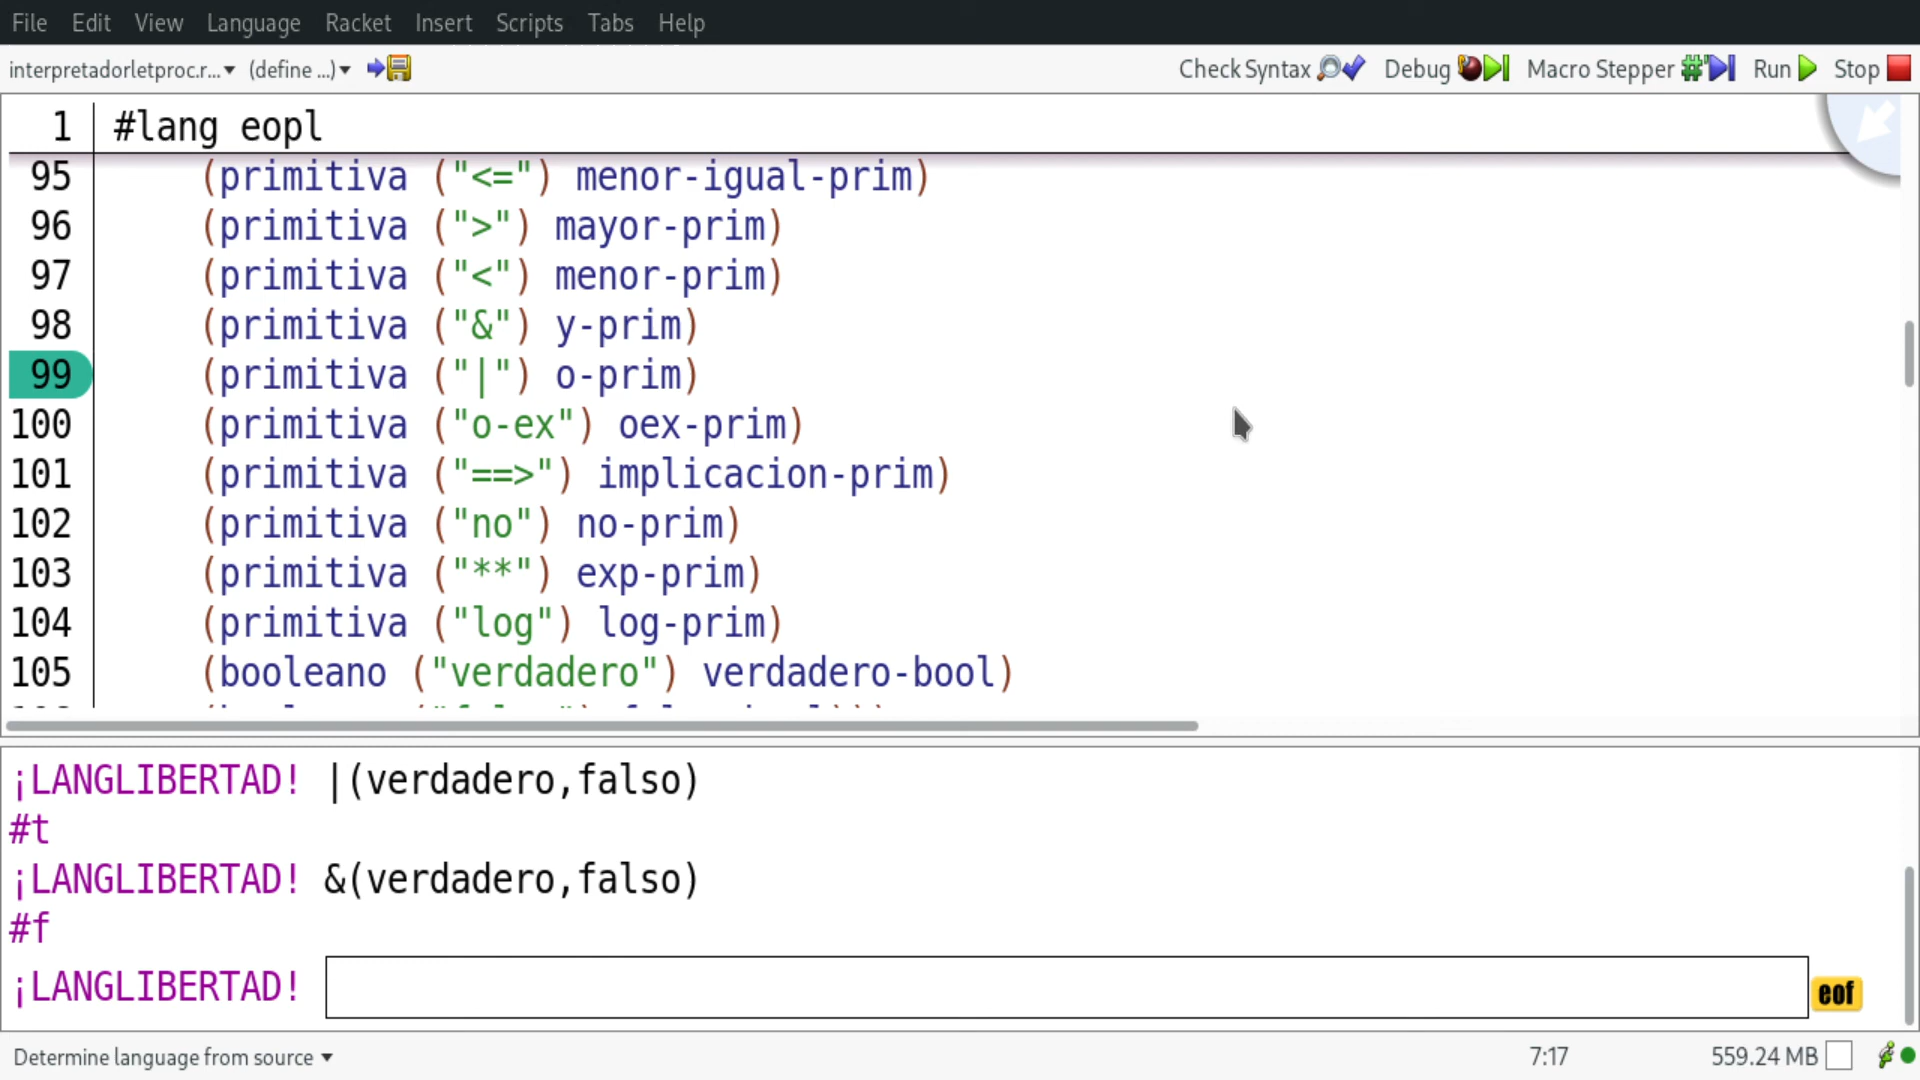 File Edit View Language Racket Insert Scripts Tabs Help
interpretadorletproc.r... (define ...) Check Syntax Debug Macro Stepper Run Stop
1 #lang eopl
95 (primitiva ("<=") menor-igual-prim)
96 (primitiva (">") mayor-prim)
97 (primitiva ("<") menor-prim)
98 (primitiva ("&") y-prim)
99 (primitiva ("|") o-prim)
100 (primitiva ("o-ex") oex-prim)
101 (primitiva ("==>") implicacion-prim)
102 (primitiva ("no") no-prim)
103 (primitiva ("**") exp-prim)
104 (primitiva ("log") log-prim)
105 (booleano ("verdadero") verdadero-bool)
¡LANGLIBERTAD! |(verdadero,falso)
#t
¡LANGLIBERTAD! &(verdadero,falso)
#f
¡LANGLIBERTAD!
eof
Determine language from source 7:17 559.24 MB